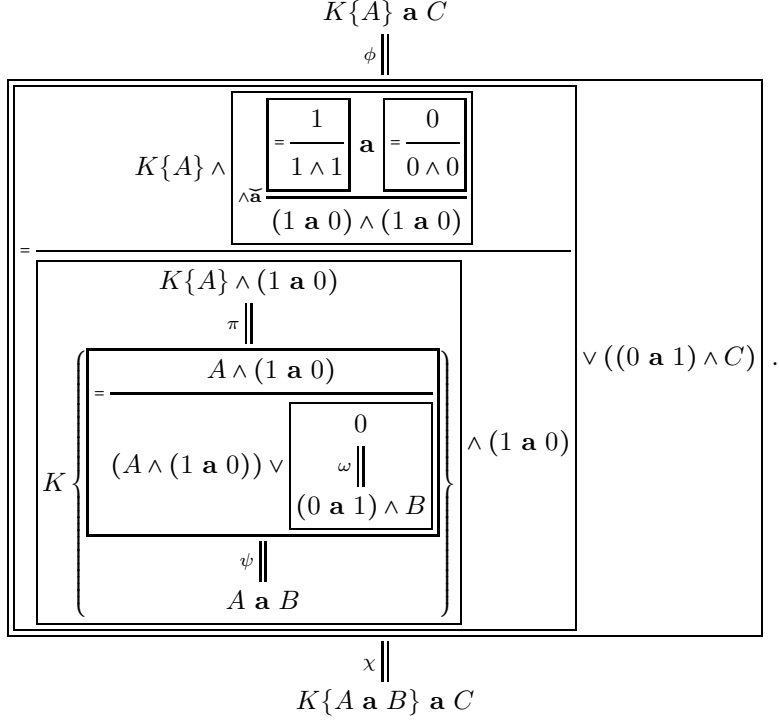 K{A} a C
ϕ
1
= 1 ∧ 1
a
0
= 0 ∧ 0
K{A} ∧
∧ă
(1 a 0) ∧ (1 a 0)
=
K{A} ∧ (1 a 0)
π
A ∧ (1 a 0)
=
(A ∧ (1 a 0)) ∨
0
ω
(0 a 1) ∧ B
K { }
ψ
A a B
∧ (1 a 0)
∨ ((0 a 1) ∧ C) .
χ
K{A a B} a C